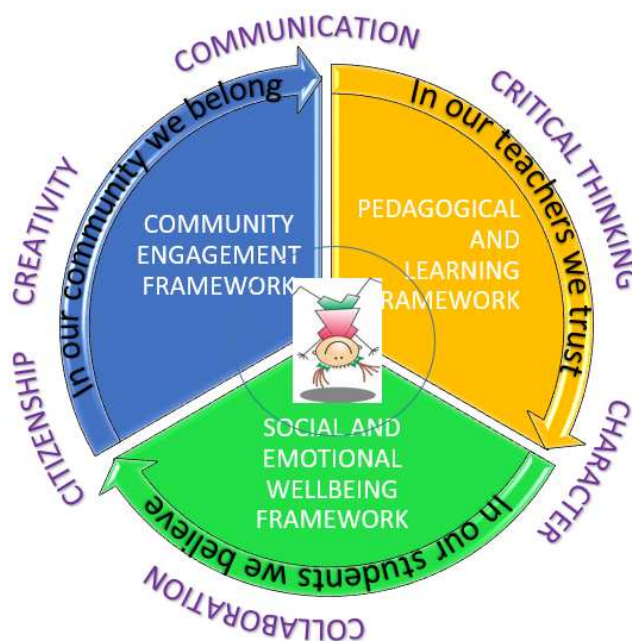 COMMUNICATION
CRITICAL THINKING
CHARACTER
COLLABORATION
CITIZENSHIP
CREATIVITY
In our community we belong
In our teachers we trust
In our students we believe
COMMUNITY
ENGAGEMENT
FRAMEWORK
PEDAGOGICAL
AND
LEARNING
FRAMEWORK
SOCIAL AND
EMOTIONAL
WELLBEING
FRAMEWORK